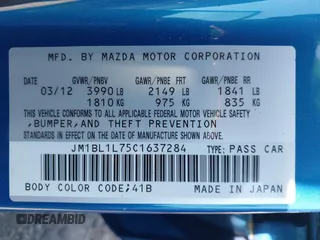 MFD. BY MAZDA MOTOR CORPORATION
GVWR/PNBV GAWR/PNBE FRT GAWR/PNBE RR
03/12 3990 LB 2149 LB 1841 LB
1810 KG 975 KG 835 KG
THIS VEHICLE CONFORMS TO ALL APPLICABLE FEDERAL MOTOR VEHICLE SAFETY
,BUMPER,AND THEFT PREVENTION
STANDARDS IN EFFECT ON THE DATE OF MANUFACTURE SHOWN ABOVE.
JM1BL1L75C1637284 TYPE: PASS CAR
BODY COLOR CODE;41B MADE IN JAPAN
DREAMBID